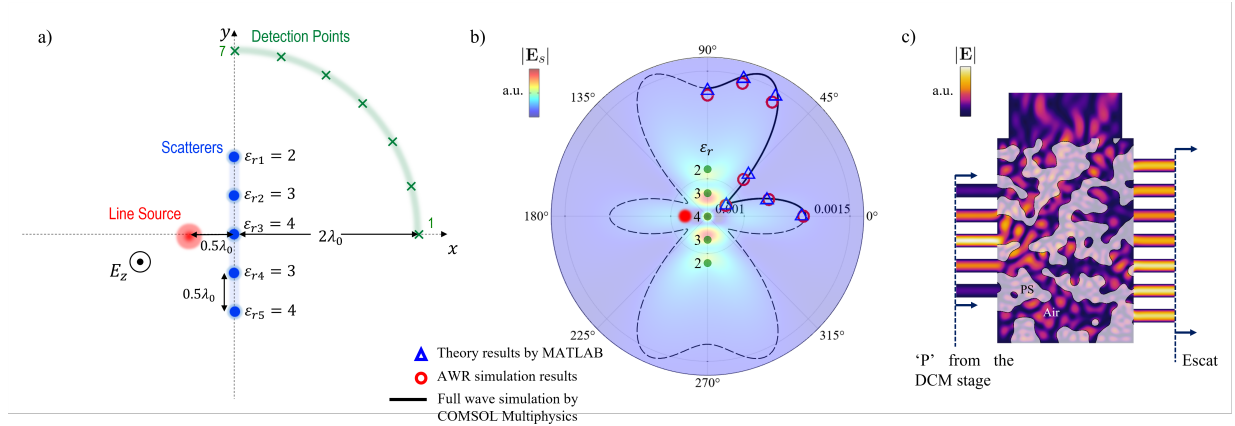 a)
y
Detection Points
7
Scatterers
εr1 = 2
εr2 = 3
Line Source
εr3 = 4
1
0.5λ0
2λ0
x
Ez
εr4 = 3
0.5λ0
εr5 = 4
b)
|Es|
a.u.
90°
135°
45°
εr
2
3
180°
4
0.001
0.0015
0°
3
2
225°
315°
270°
Theory results by MATLAB
AWR simulation results
Full wave simulation by
COMSOL Multiphysics
c)
|E|
a.u.
PS
Air
'P' from the
DCM stage
Escat